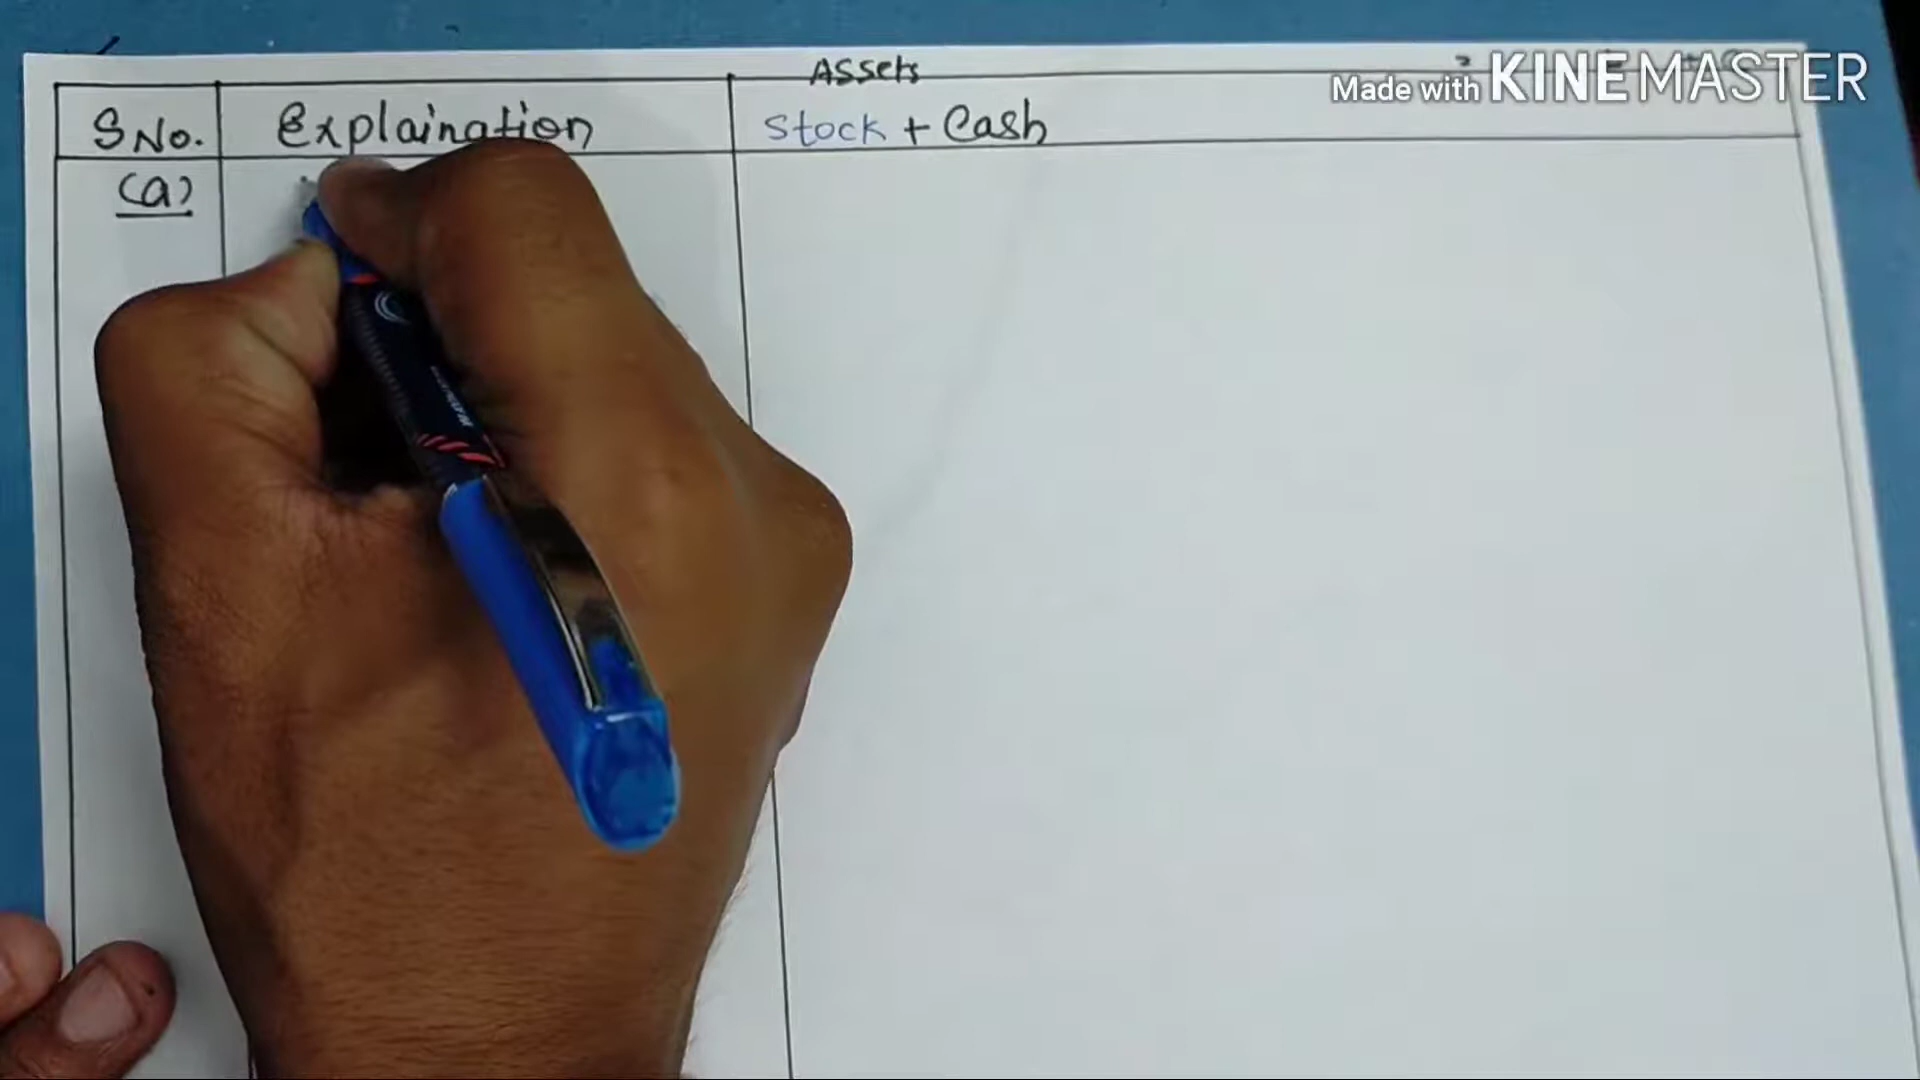 Assets
Made with KINEMASTER
S No. Explaination Stock + Cash
(a)